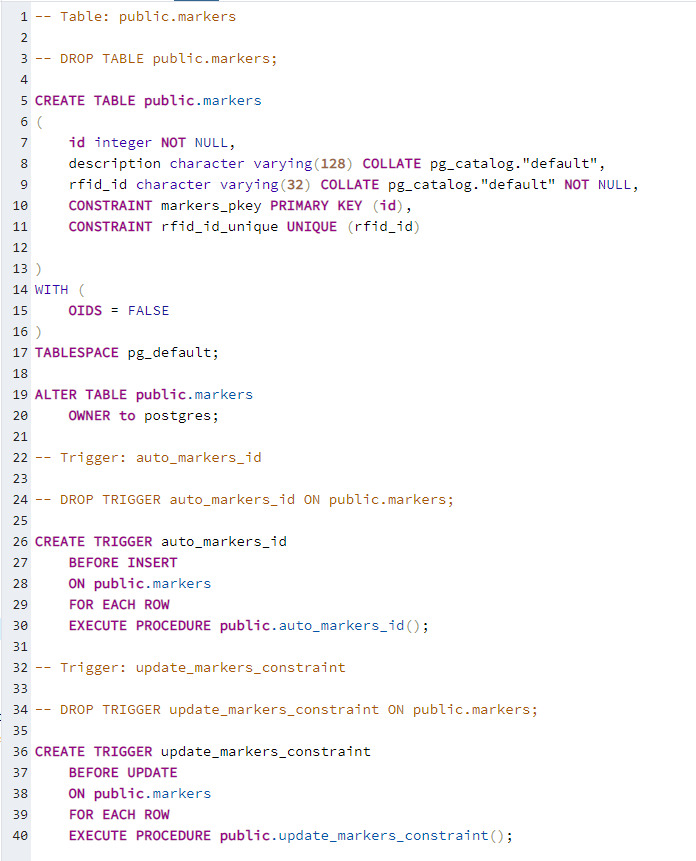 1 -- Table: public.markers
2
3 -- DROP TABLE public.markers;
4
5 CREATE TABLE public.markers
6 (
7     id integer NOT NULL,
8     description character varying(128) COLLATE pg_catalog."default",
9     rfid_id character varying(32) COLLATE pg_catalog."default" NOT NULL,
10     CONSTRAINT markers_pkey PRIMARY KEY (id),
11     CONSTRAINT rfid_id_unique UNIQUE (rfid_id)
12
13 )
14 WITH (
15     OIDS = FALSE
16 )
17 TABLESPACE pg_default;
18
19 ALTER TABLE public.markers
20     OWNER to postgres;
21
22 -- Trigger: auto_markers_id
23
24 -- DROP TRIGGER auto_markers_id ON public.markers;
25
26 CREATE TRIGGER auto_markers_id
27     BEFORE INSERT
28     ON public.markers
29     FOR EACH ROW
30     EXECUTE PROCEDURE public.auto_markers_id();
31
32 -- Trigger: update_markers_constraint
33
34 -- DROP TRIGGER update_markers_constraint ON public.markers;
35
36 CREATE TRIGGER update_markers_constraint
37     BEFORE UPDATE
38     ON public.markers
39     FOR EACH ROW
40     EXECUTE PROCEDURE public.update_markers_constraint();